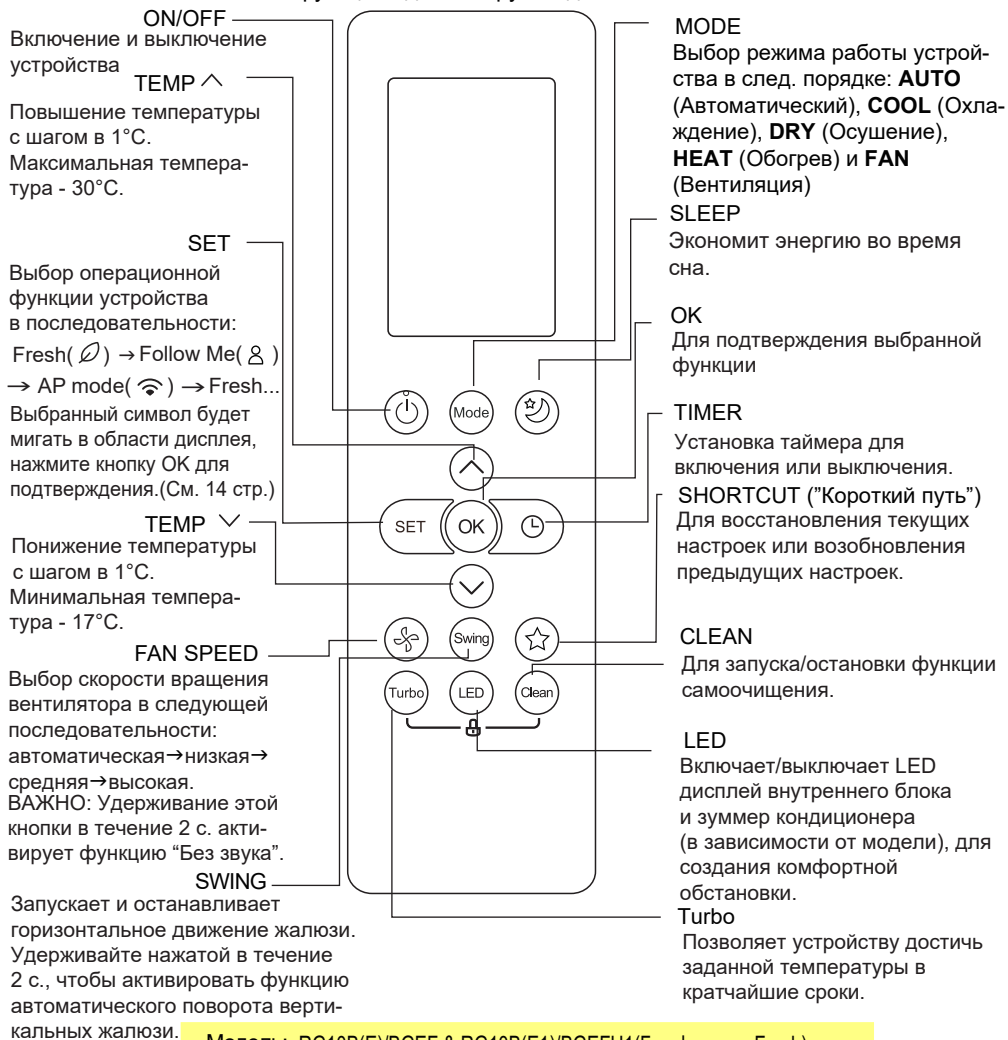 ON/OFF
Включение и выключение
устройства
TEMP
Повышение температуры
с шагом в 1°C.
Максимальная темпера-
тура - 30°C.
SET
Выбор операционной
функции устройства
в последовательности:
Fresh( ) →Follow Me( )
→ AP mode( ) →Fresh...
Выбранный символ будет
мигать в области дисплея,
нажмите кнопку OK для
подтверждения.(См. 14 стр.)
TEMP
Понижение температуры
с шагом в 1°C.
Минимальная темпера-
тура - 17°C.
FAN SPEED
Выбор скорости вращения
вентилятора в следующей
последовательности:
автоматическая→низкая→
средняя→высокая.
ВАЖНО: Удерживание этой
кнопки в течение 2 с. акти-
вирует функцию “Без звука”.
SWING
Запускает и останавливает
горизонтальное движение жалюзи.
Удерживайте нажатой в течение
2 с., чтобы активировать функцию
автоматического поворота верти-
кальных жалюзи.
Mode
SET
OK
Swing
Turbo
LED
Clean
MODE
Выбор режима работы устрой-
ства в след. порядке: AUTO
(Автоматический), COOL (Охла-
ждение), DRY (Осушение),
HEAT (Обогрев) и FAN
(Вентиляция)
SLEEP
Экономит энергию во время
сна.
OK
Для подтверждения выбранной
функции
TIMER
Установка таймера для
включения или выключения.
SHORTCUT ("Короткий путь")
Для восстановления текущих
настроек или возобновления
предыдущих настроек.
CLEAN
Для запуска/остановки функции
самоочищения.
LED
Включает/выключает LED
дисплей внутреннего блока
и зуммер кондиционера
(в зависимости от модели), для
создания комфортной
обстановки.
Turbo
Позволяет устройству достичь
заданной температуры в
кратчайшие сроки.